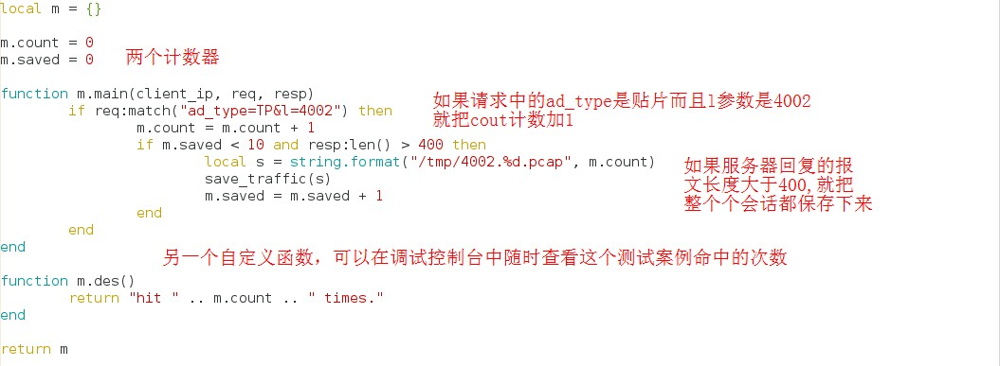 local m = {}
m.count = 0
m.saved = 0
两个计数器
function m.main(client_ip, req, resp)
if req:match("ad_type=TP&l=4002") then
如果请求中的ad_type是贴片而且l参数是4002
就把cout计数加1
m.count = m.count + 1
if m.saved < 10 and resp:len() > 400 then
local s = string.format("/tmp/4002.%d.pcap", m.count)
save_traffic(s)
m.saved = m.saved + 1
如果服务器回复的报
文长度大于400,就把
整个个会话都保存下来
end
end
end
另一个自定义函数，可以在调试控制台中随时查看这个测试案例命中的次数
function m.des()
return "hit " .. m.count .. " times."
end
return m